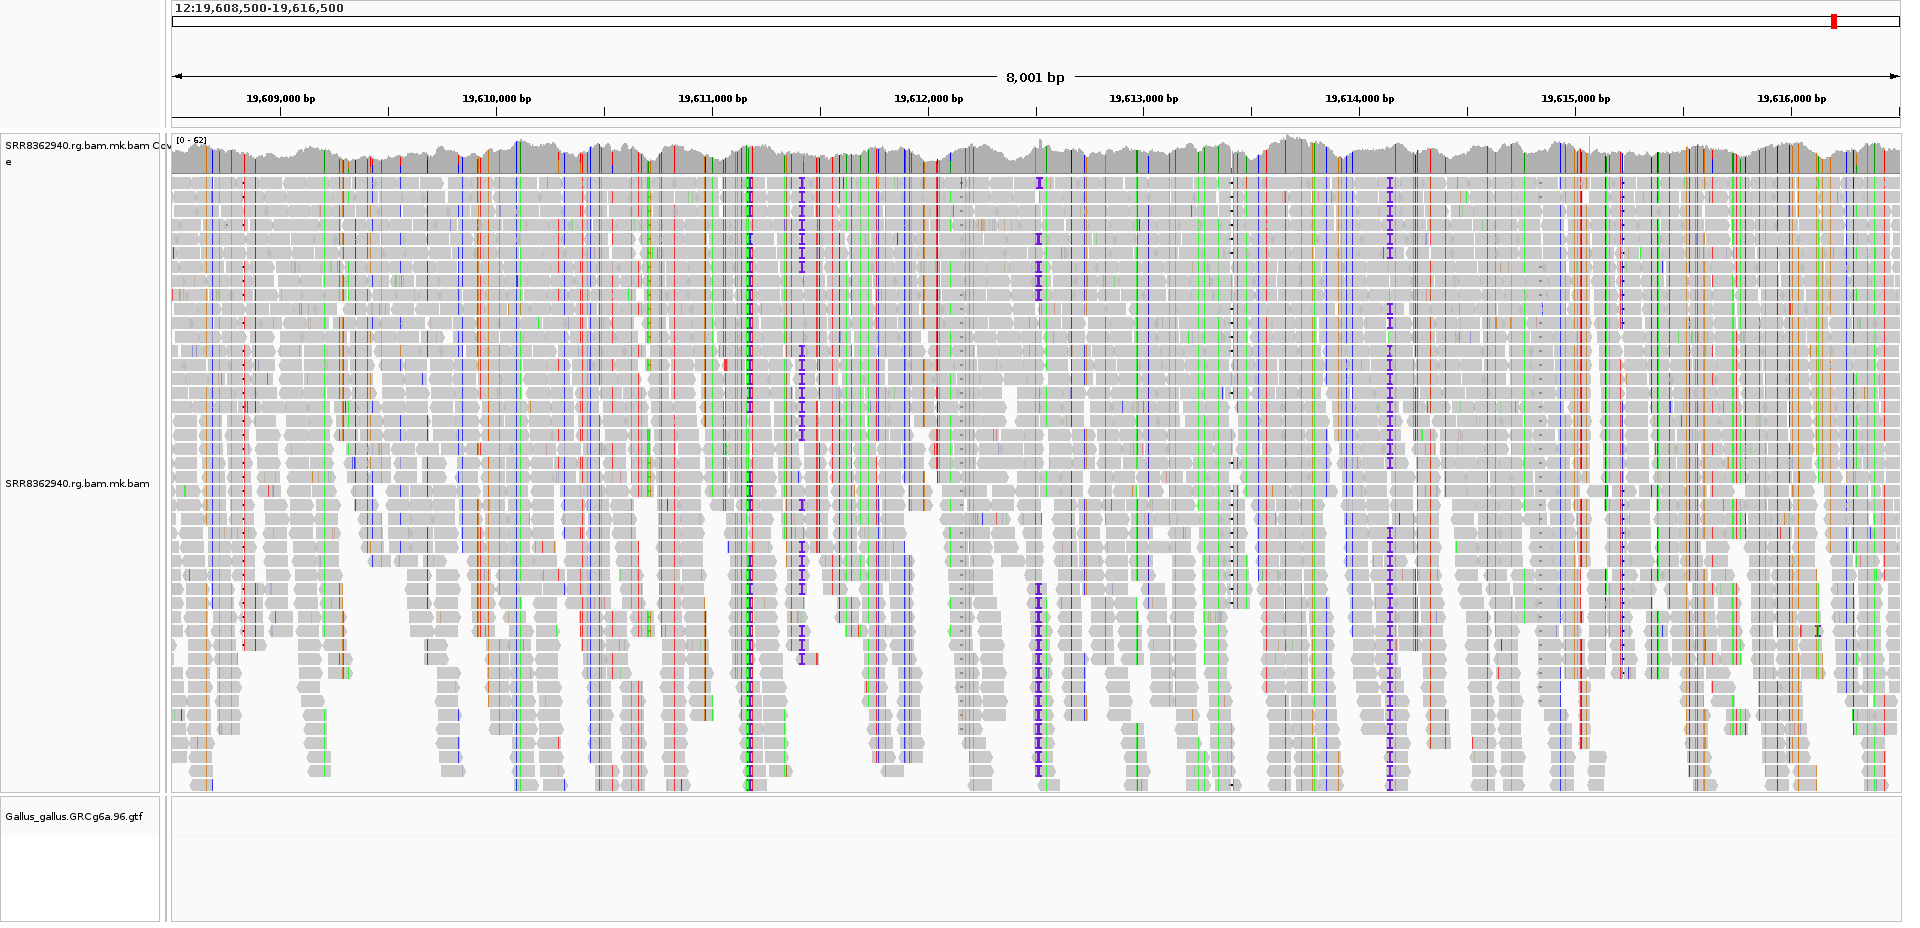 12:19,608,500-19,616,500
8,001 bp
19,609,000 bp 19,610,000 bp 19,611,000 bp 19,612,000 bp 19,613,000 bp 19,614,000 bp 19,615,000 bp 19,616,000 bp
[0 - 62]
SRR8362940.rg.bam.mk.bam Cov
e
SRR8362940.rg.bam.mk.bam
Gallus_gallus.GRCg6a.96.gtf